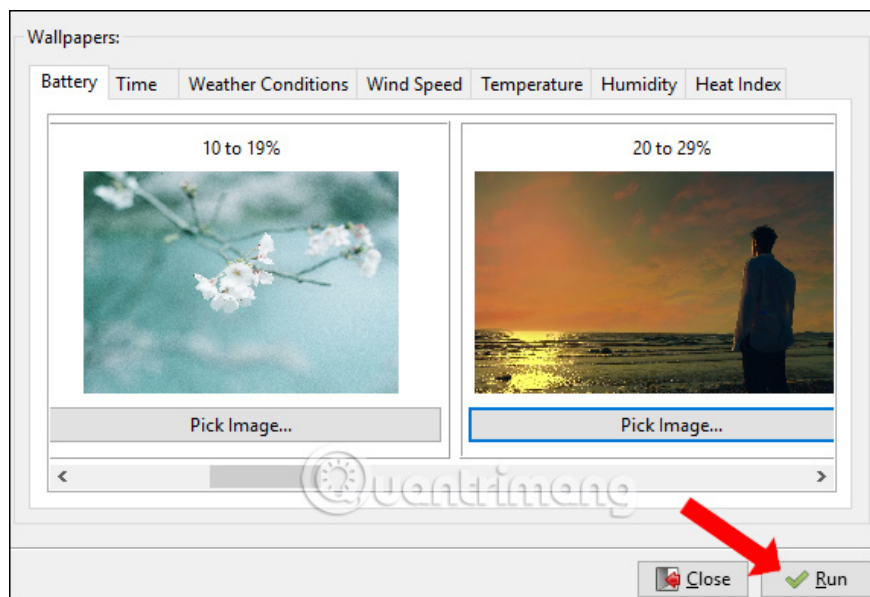 Wallpapers:
Battery Time Weather Conditions Wind Speed Temperature Humidity Heat Index
10 to 19% 20 to 29%
Pick Image... Pick Image...
Quantrimang
Close Run